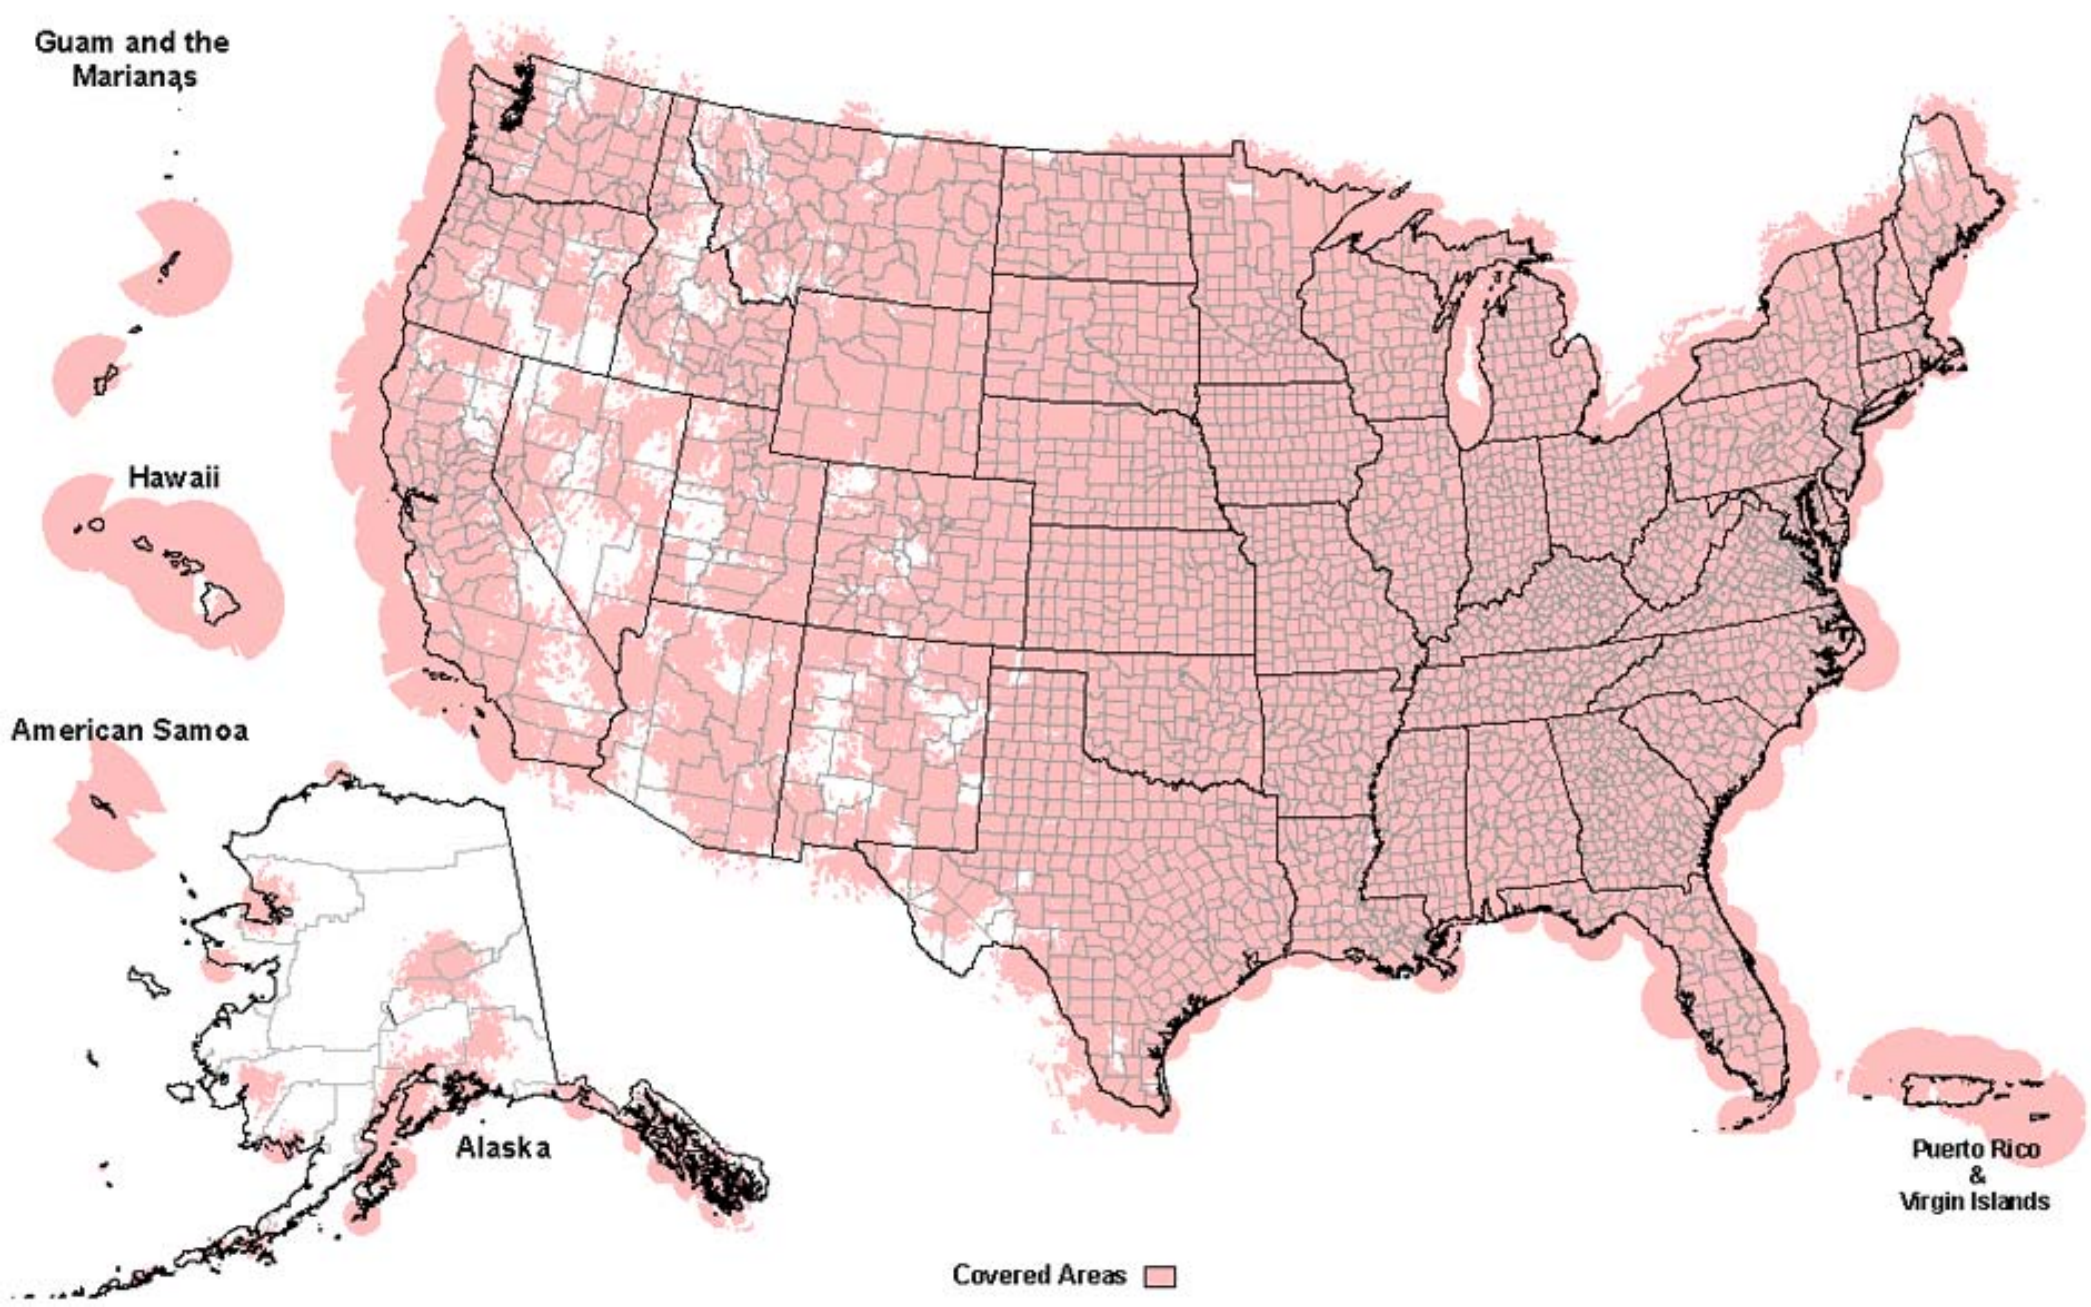 Guam and the
Marianas
Hawaii
American Samoa
Alaska
Puerto Rico
&
Virgin Islands
Covered Areas